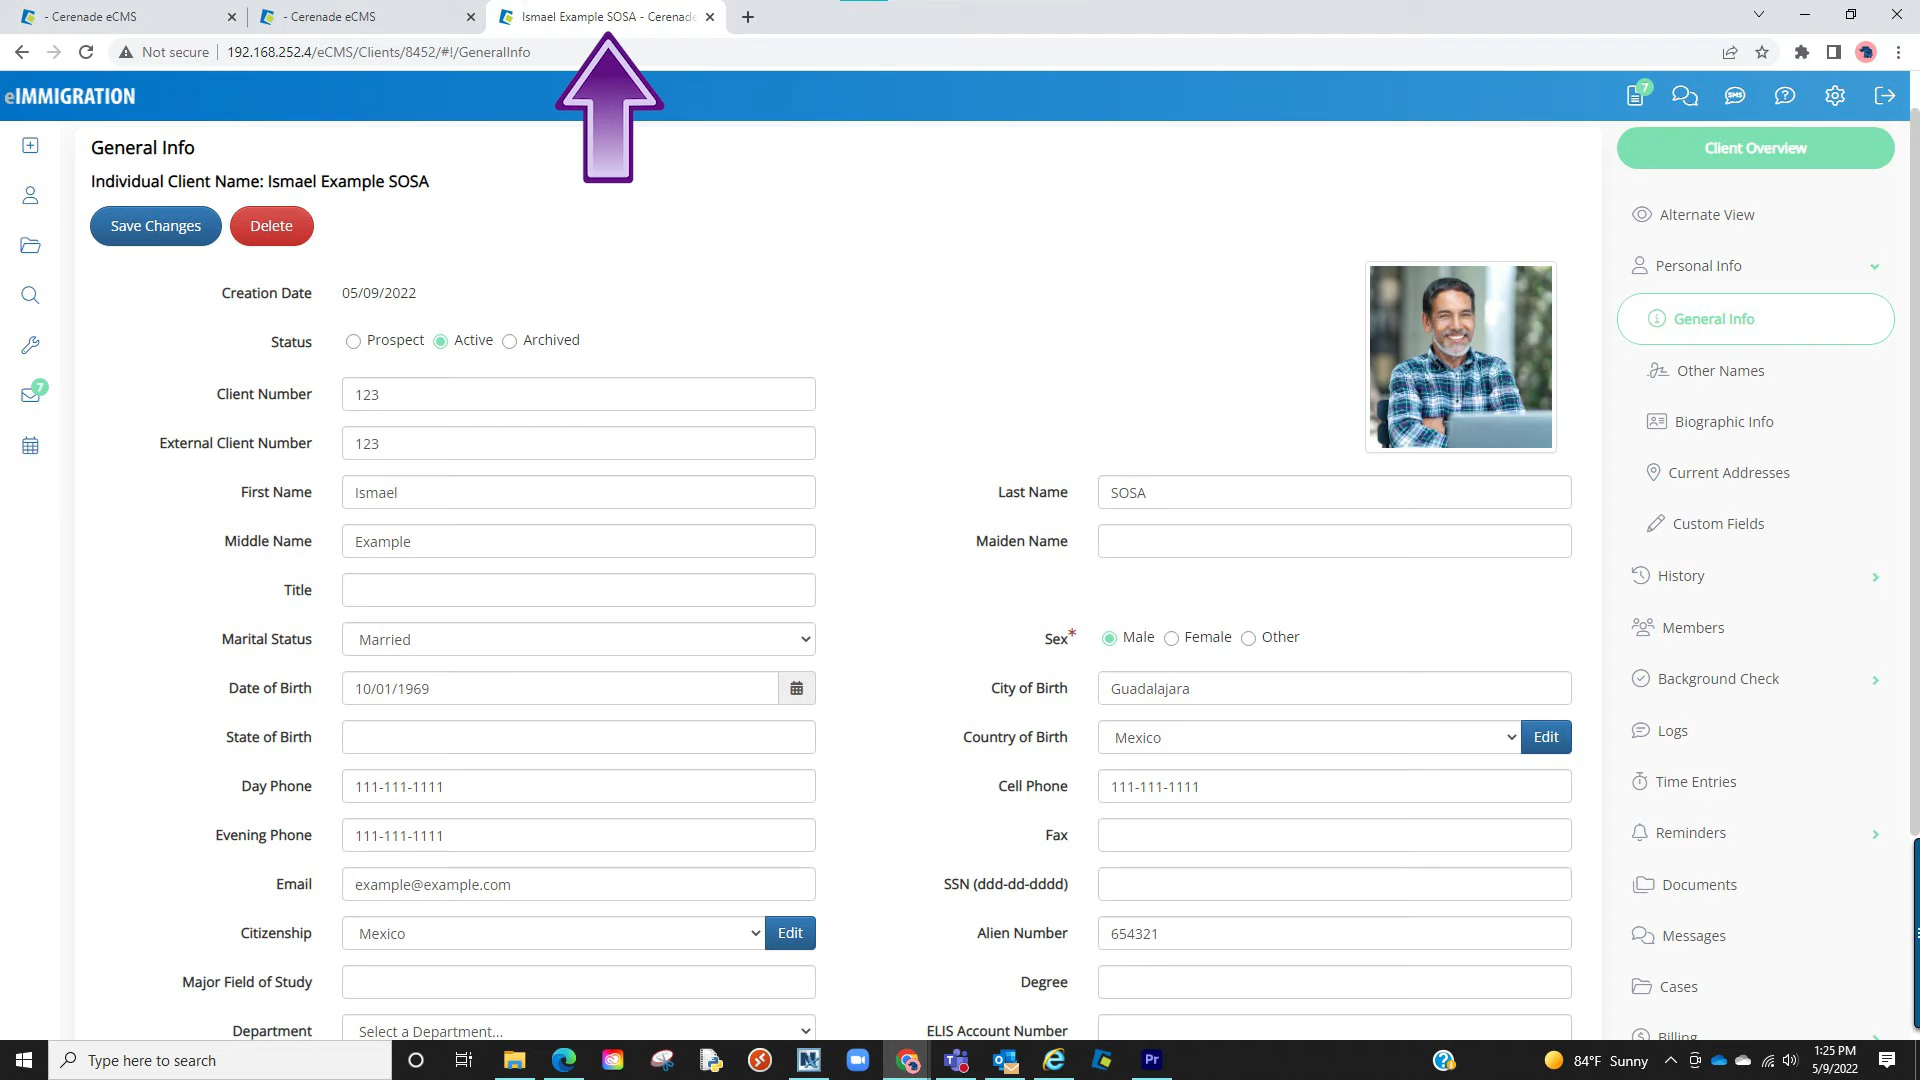 - Cerenade eCMS
- Cerenade eCMS
Ismael Example SOSA - Cerenade
Not secure 192.168.252.4/eCMS/Clients/8452/#!/GeneralInfo
eIMMIGRATION
7
SMS
General Info
Individual Client Name: Ismael Example SOSA
Save Changes Delete
Creation Date 05/09/2022
Status Prospect Active Archived
Client Number 123
External Client Number 123
First Name Ismael Last Name SOSA
Middle Name Example Maiden Name
Title
Marital Status Married Sex* Male Female Other
Date of Birth 10/01/1969 City of Birth Guadalajara
State of Birth Country of Birth Mexico Edit
Day Phone 111-111-1111 Cell Phone 111-111-1111
Evening Phone 111-111-1111 Fax
Email example@example.com SSN (ddd-dd-dddd)
Citizenship Mexico Edit Alien Number 654321
Major Field of Study Degree
Department Select a Department... ELIS Account Number
7
Client Overview
Alternate View
Personal Info
General Info
Other Names
Biographic Info
Current Addresses
Custom Fields
History
Members
Background Check
Logs
Time Entries
Reminders
Documents
Messages
Cases
Billing
Type here to search
Pr
84°F Sunny
1:25 PM
5/9/2022